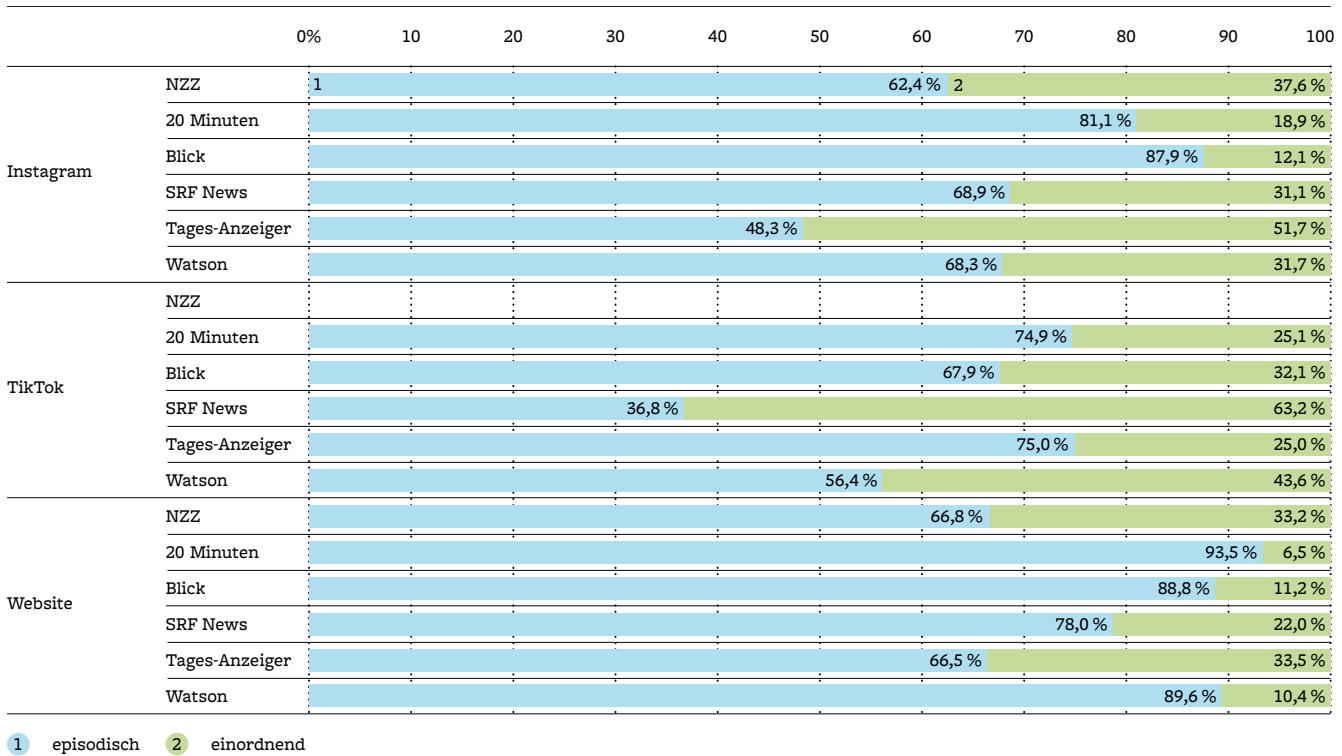 0% 10 20 30 40 50 60 70 80 90 100
Instagram
NZZ 1 62,4 % 2 37,6 %
20 Minuten 81,1 % 18,9 %
Blick 87,9 % 12,1 %
SRF News 68,9 % 31,1 %
Tages-Anzeiger 48,3 % 51,7 %
Watson 68,3 % 31,7 %
TikTok
NZZ
20 Minuten 74,9 % 25,1 %
Blick 67,9 % 32,1 %
SRF News 36,8 % 63,2 %
Tages-Anzeiger 75,0 % 25,0 %
Watson 56,4 % 43,6 %
Website
NZZ 66,8 % 33,2 %
20 Minuten 93,5 % 6,5 %
Blick 88,8 % 11,2 %
SRF News 78,0 % 22,0 %
Tages-Anzeiger 66,5 % 33,5 %
Watson 89,6 % 10,4 %
1 episodisch 2 einordnend